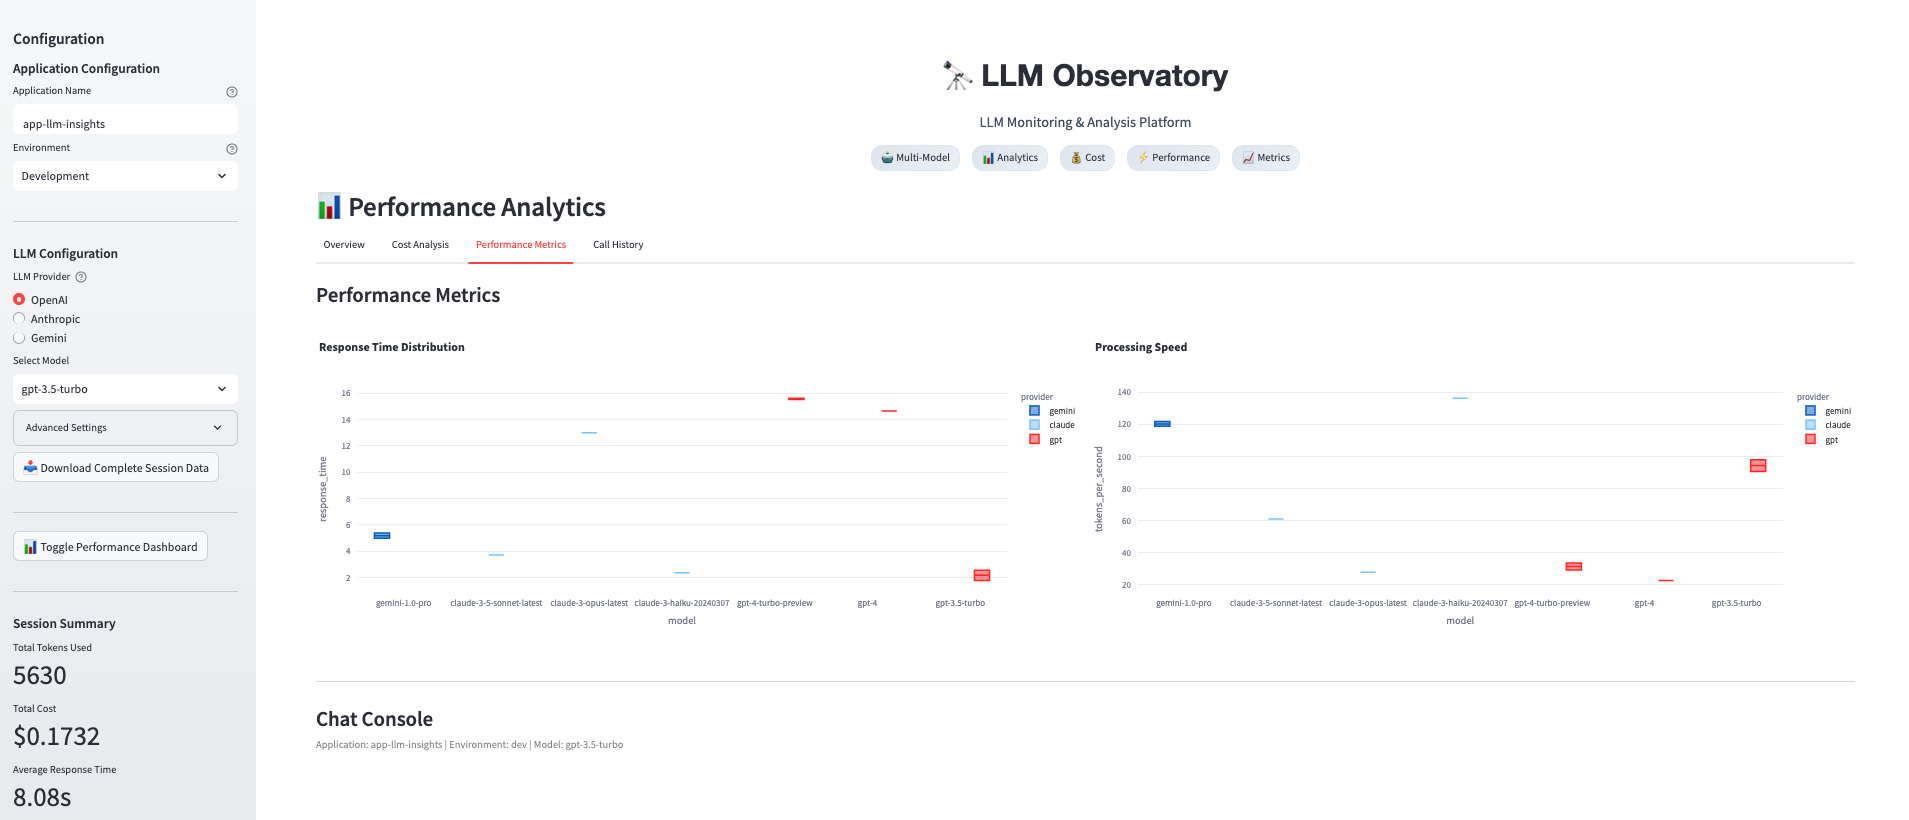 Configuration
Application Configuration
Application Name
app-llm-insights
Environment
Development
LLM Configuration
LLM Provider
OpenAI
Anthropic
Gemini
Select Model
gpt-3.5-turbo
Advanced Settings
Download Complete Session Data
Toggle Performance Dashboard
Session Summary
Total Tokens Used
5630
Total Cost
$0.1732
Average Response Time
8.08s
LLM Observatory
LLM Monitoring & Analysis Platform
Multi-Model Analytics Cost Performance Metrics
Performance Analytics
Overview Cost Analysis Performance Metrics Call History
Performance Metrics
Response Time Distribution
16
14
12
10
8
6
4
2
response_time
gemini-1.0-pro claude-3-5-sonnet-latest claude-3-opus-latest claude-3-haiku-20240307 gpt-4-turbo-preview gpt-4 gpt-3.5-turbo
model
provider
gemini
claude
gpt
Processing Speed
140
120
100
80
60
40
20
tokens_per_second
gemini-1.0-pro claude-3-5-sonnet-latest claude-3-opus-latest claude-3-haiku-20240307 gpt-4-turbo-preview gpt-4 gpt-3.5-turbo
model
provider
gemini
claude
gpt
Chat Console
Application: app-llm-insights | Environment: dev | Model: gpt-3.5-turbo